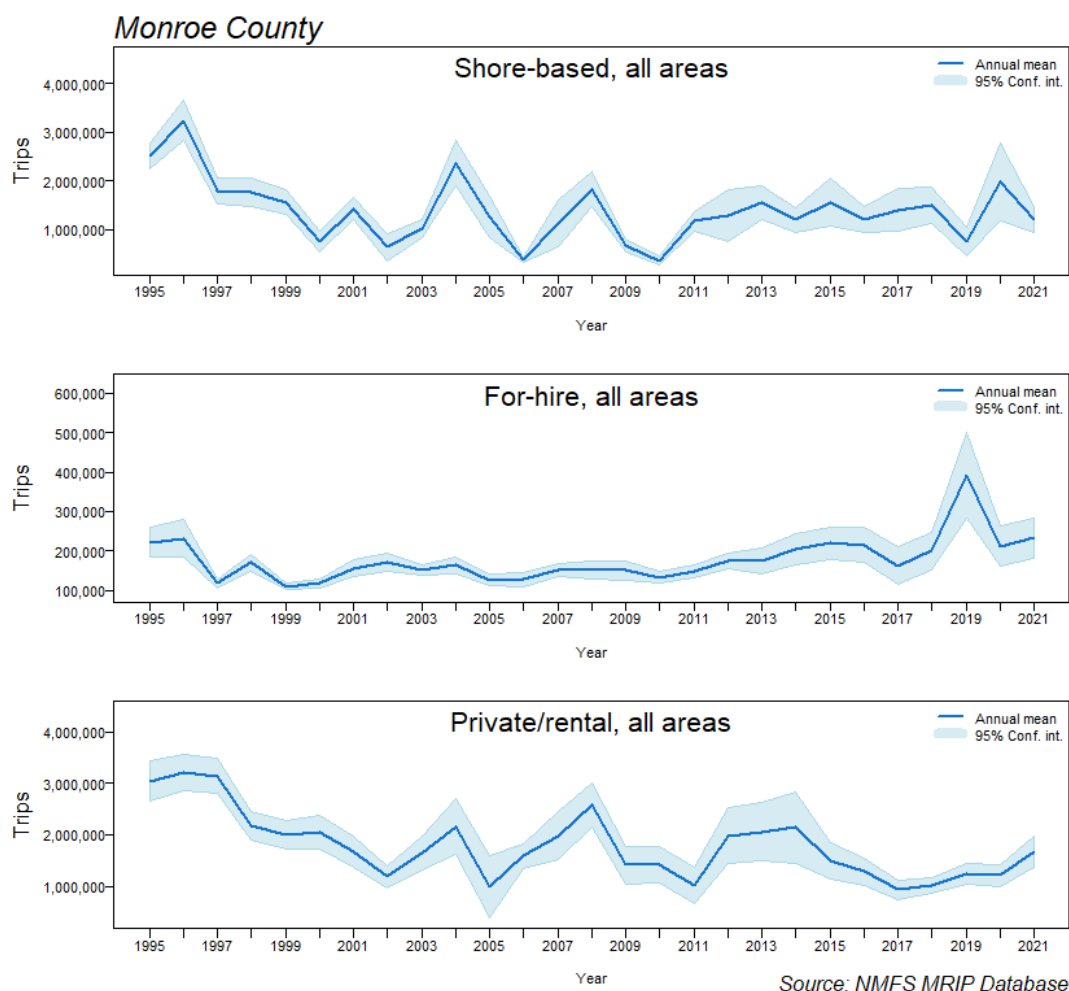 Monroe County
Shore-based, all areas
Annual mean
95% Conf. int.
Trips
4,000,000
3,000,000
2,000,000
1,000,000
1995 1997 1999 2001 2003 2005 2007 2009 2011 2013 2015 2017 2019 2021
Year
For-hire, all areas
Annual mean
95% Conf. int.
Trips
600,000
500,000
400,000
300,000
200,000
100,000
1995 1997 1999 2001 2003 2005 2007 2009 2011 2013 2015 2017 2019 2021
Year
Private/rental, all areas
Annual mean
95% Conf. int.
Trips
4,000,000
3,000,000
2,000,000
1,000,000
1995 1997 1999 2001 2003 2005 2007 2009 2011 2013 2015 2017 2019 2021
Year
Source: NMFS MRIP Database